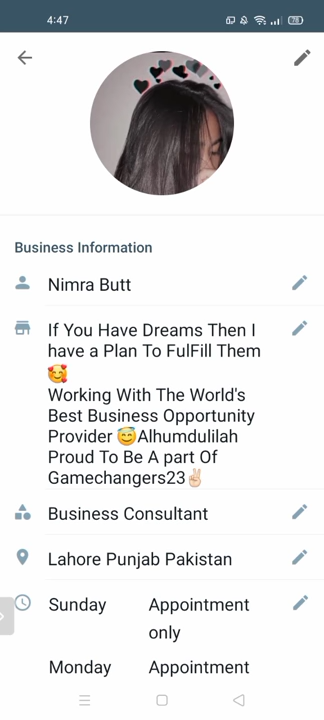 4:47
78
Business Information
Nimra Butt
If You Have Dreams Then I
have a Plan To FulFill Them
🥰
Working With The World's
Best Business Opportunity
Provider 😇Alhumdulilah
Proud To Be A part Of
Gamechangers23✌🏻
Business Consultant
Lahore Punjab Pakistan
Sunday Appointment
only
Monday Appointment